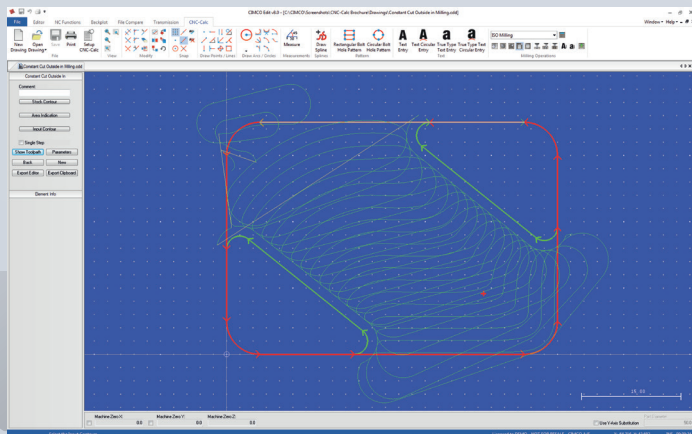 CIMCO Edit - v8.0 - [C:\CIMCO\Screenshots\CNC-Calc Brochure\Drawings\Constant Cut Outside in Milling.cdd]
File Editor NC Functions Backplot File Compare Transmission CNC-Calc
Window Help
New Drawing Open Drawing Save Print Setup CNC-Calc
Measure
Draw Spline
Rectangular Bolt Hole Pattern Circular Bolt Hole Pattern
Text Entry Text Circular Entry True Type Text Entry True Type Text Circular Entry
ISO Milling
File View Modify Snap Draw Points / Lines Draw Arcs / Circles Measurements Splines Pattern Text Milling Operations
Constant Cut Outside in Milling.cdd
Constant Cut Outside in
Comment
Stock Contour
Area Indication
Input Contour
Single Step
Show Toolpath Parameters
Back New
Export Editor Export Clipboard
Element Info
Machine Zero X: Machine Zero Y: Machine Zero Z:
0.0 0.0 0.0
Use Y-Axis Substitution